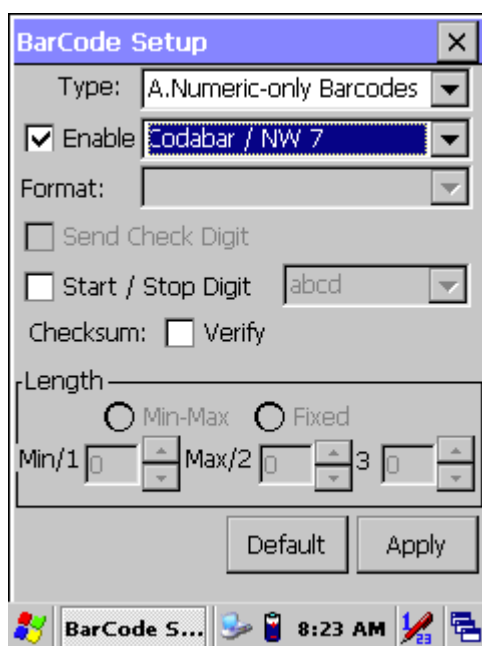 BarCode Setup
Type: A.Numeric-only Barcodes
Enable Codabar / NW 7
Format:
Send Check Digit
Start / Stop Digit abcd
Checksum: Verify
Length
Min-Max Fixed
Min/1 0 Max/2 0 3 0
Default Apply
BarCode S... 8:23 AM 1 23